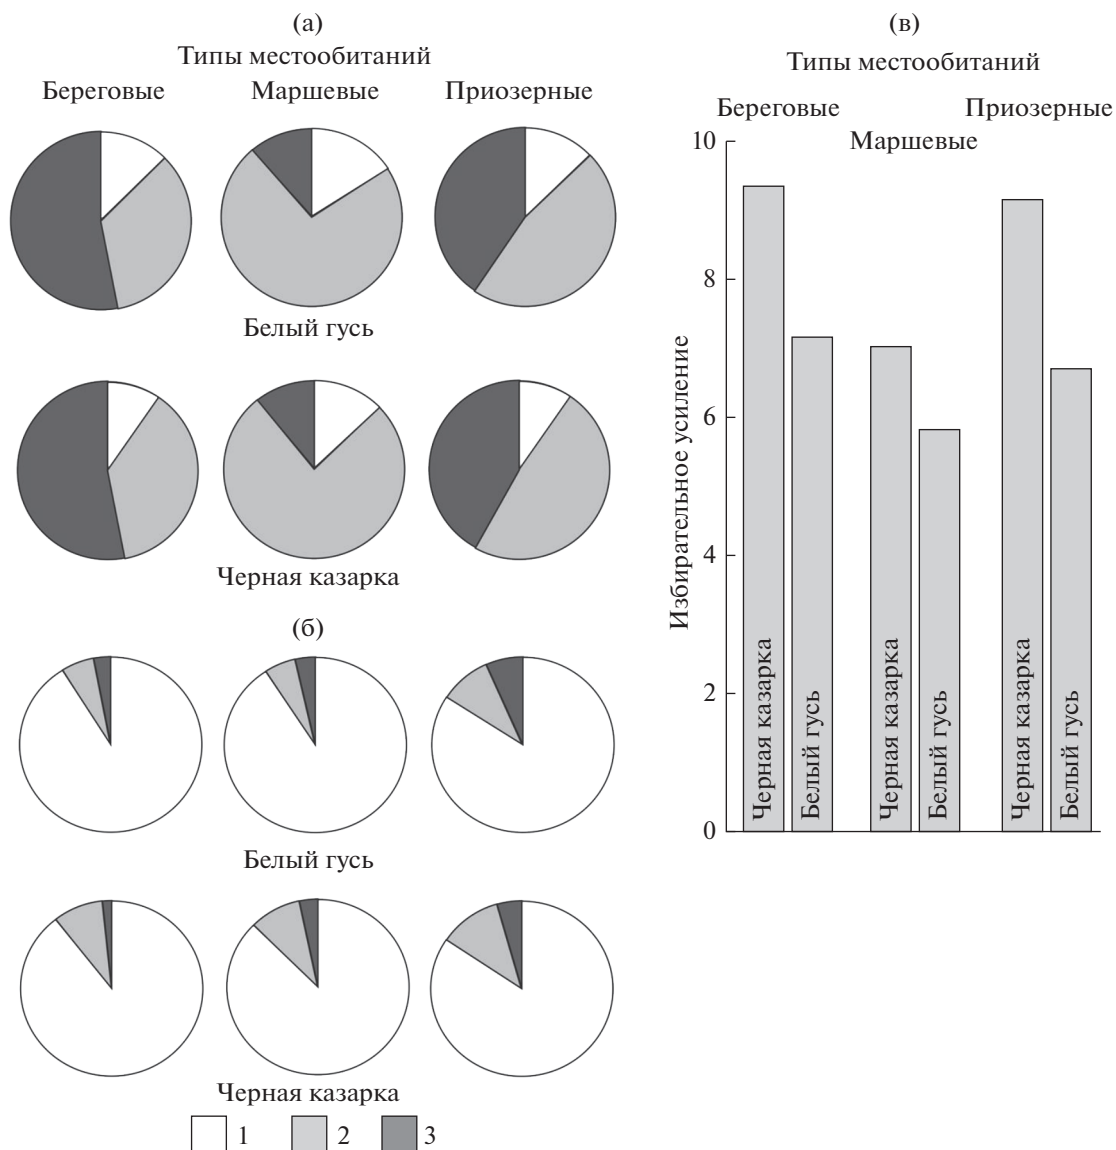 (а)
Типы местообитаний
Береговые Маршевые Приозерные
Белый гусь
Черная казарка
(б)
Белый гусь
Черная казарка
1 2 3
(в)
Типы местообитаний
Береговые Приозерные
Маршевые
10
8
6
4
2
0
Избирательное усиление
Черная казарка
Белый гусь
Черная казарка
Белый гусь
Черная казарка
Белый гусь